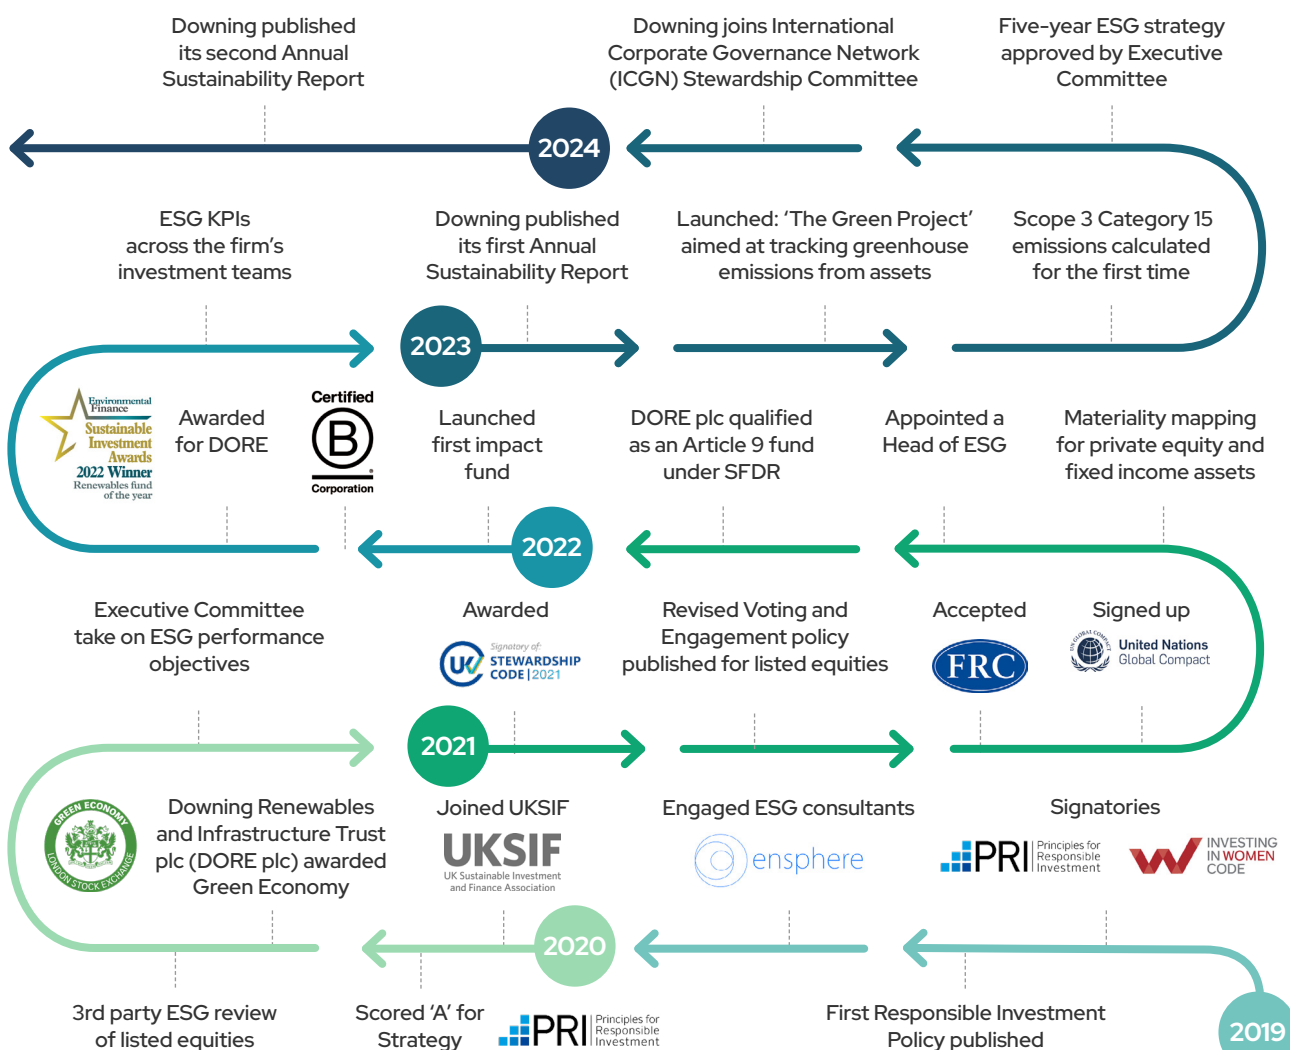 Downing published
its second Annual
Sustainability Report
Downing joins International
Corporate Governance Network
(ICGN) Stewardship Committee
Five-year ESG strategy
approved by Executive
Committee
2024
ESG KPIs
across the firm's
investment teams
Downing published
its first Annual
Sustainability Report
Launched: ‘The Green Project’
aimed at tracking greenhouse
emissions from assets
Scope 3 Category 15
emissions calculated
for the first time
2023
Environmental
Finance
Sustainable
Investment
Awards
2022 Winner
Renewables fund
of the year
Awarded
for DORE
Certified
B
Corporation
Launched
first impact
fund
DORE plc qualified
as an Article 9 fund
under SFDR
Appointed a
Head of ESG
Materiality mapping
for private equity and
fixed income assets
2022
Executive Committee
take on ESG performance
objectives
Awarded
Signatory of:
UK STEWARDSHIP
CODE | 2021
Revised Voting and
Engagement policy
published for listed equities
Accepted
FRC
Signed up
UN GLOBAL COMPACT
United Nations
Global Compact
2021
GREEN ECONOMY
LONDON STOCK EXCHANGE
Downing Renewables
and Infrastructure Trust
plc (DORE plc) awarded
Green Economy
Joined UKSIF
UKSIF
UK Sustainable Investment
and Finance Association
Engaged ESG consultants
ensphere
Signatories
PRI
Principles for
Responsible
Investment
INVESTING
IN WOMEN
CODE
2020
3rd party ESG review
of listed equities
Scored ‘A’ for
Strategy
PRI
Principles for
Responsible
Investment
First Responsible Investment
Policy published
2019